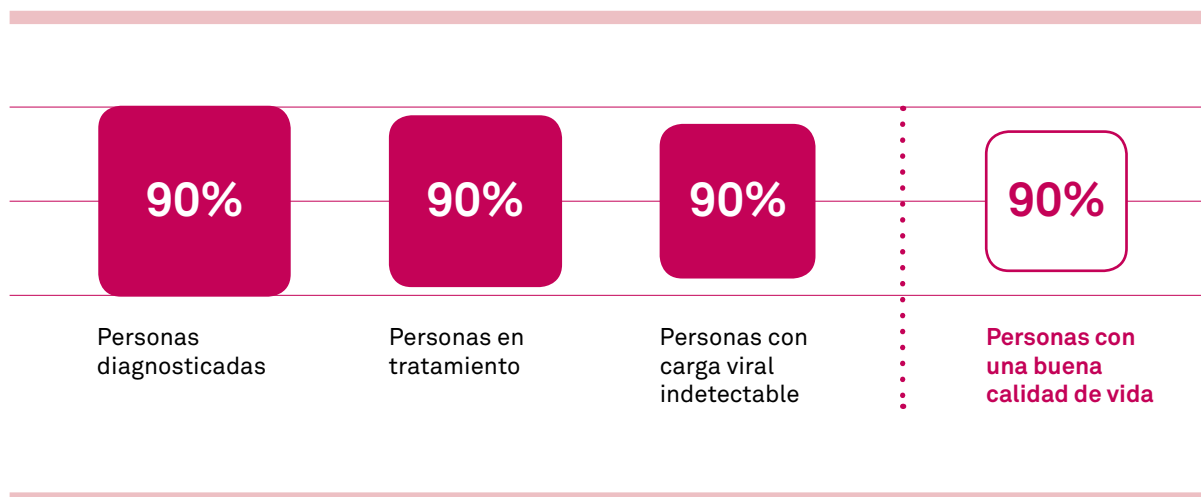 90%
90%
90%
90%
Personas
diagnosticadas
Personas en
tratamiento
Personas con
carga viral
indetectable
Personas con
una buena
calidad de vida